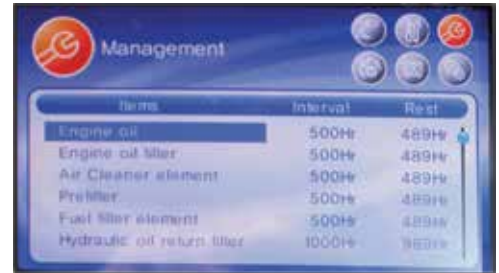 Management
Items Interval Rest
Engine oil 500Hr 489Hr
Engine oil filter 500Hr 489Hr
Air Cleaner element 500Hr 489Hr
Prefilter 500Hr 489Hr
Fuel filter element 500Hr 489Hr
Hydraulic oil return filter 1000Hr 989Hr